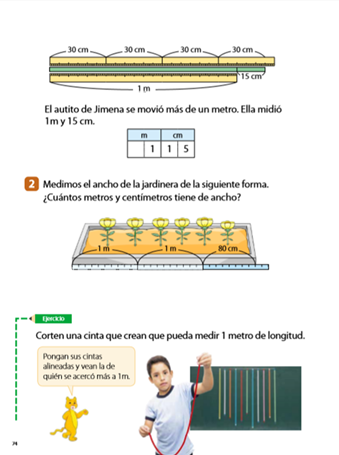 30 cm 30 cm 30 cm 30 cm
15 cm
1 m
El autito de Jimena se movió más de un metro. Ella midió
1m y 15 cm.
m cm
1 1 5
2 Medimos el ancho de la jardinera de la siguiente forma.
¿Cuántos metros y centímetros tiene de ancho?
1 m 1 m 80 cm
Ejercicio
Corten una cinta que crean que pueda medir 1 metro de longitud.
Pongan sus cintas
alineadas y vean la de
quién se acercó más a 1m.
74